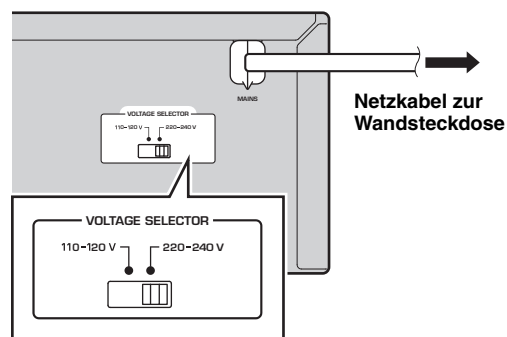 MAINS
Netzkabel zur
Wandsteckdose
VOLTAGE SELECTOR
110–120 V 220–240 V
VOLTAGE SELECTOR
110–120 V 220–240 V